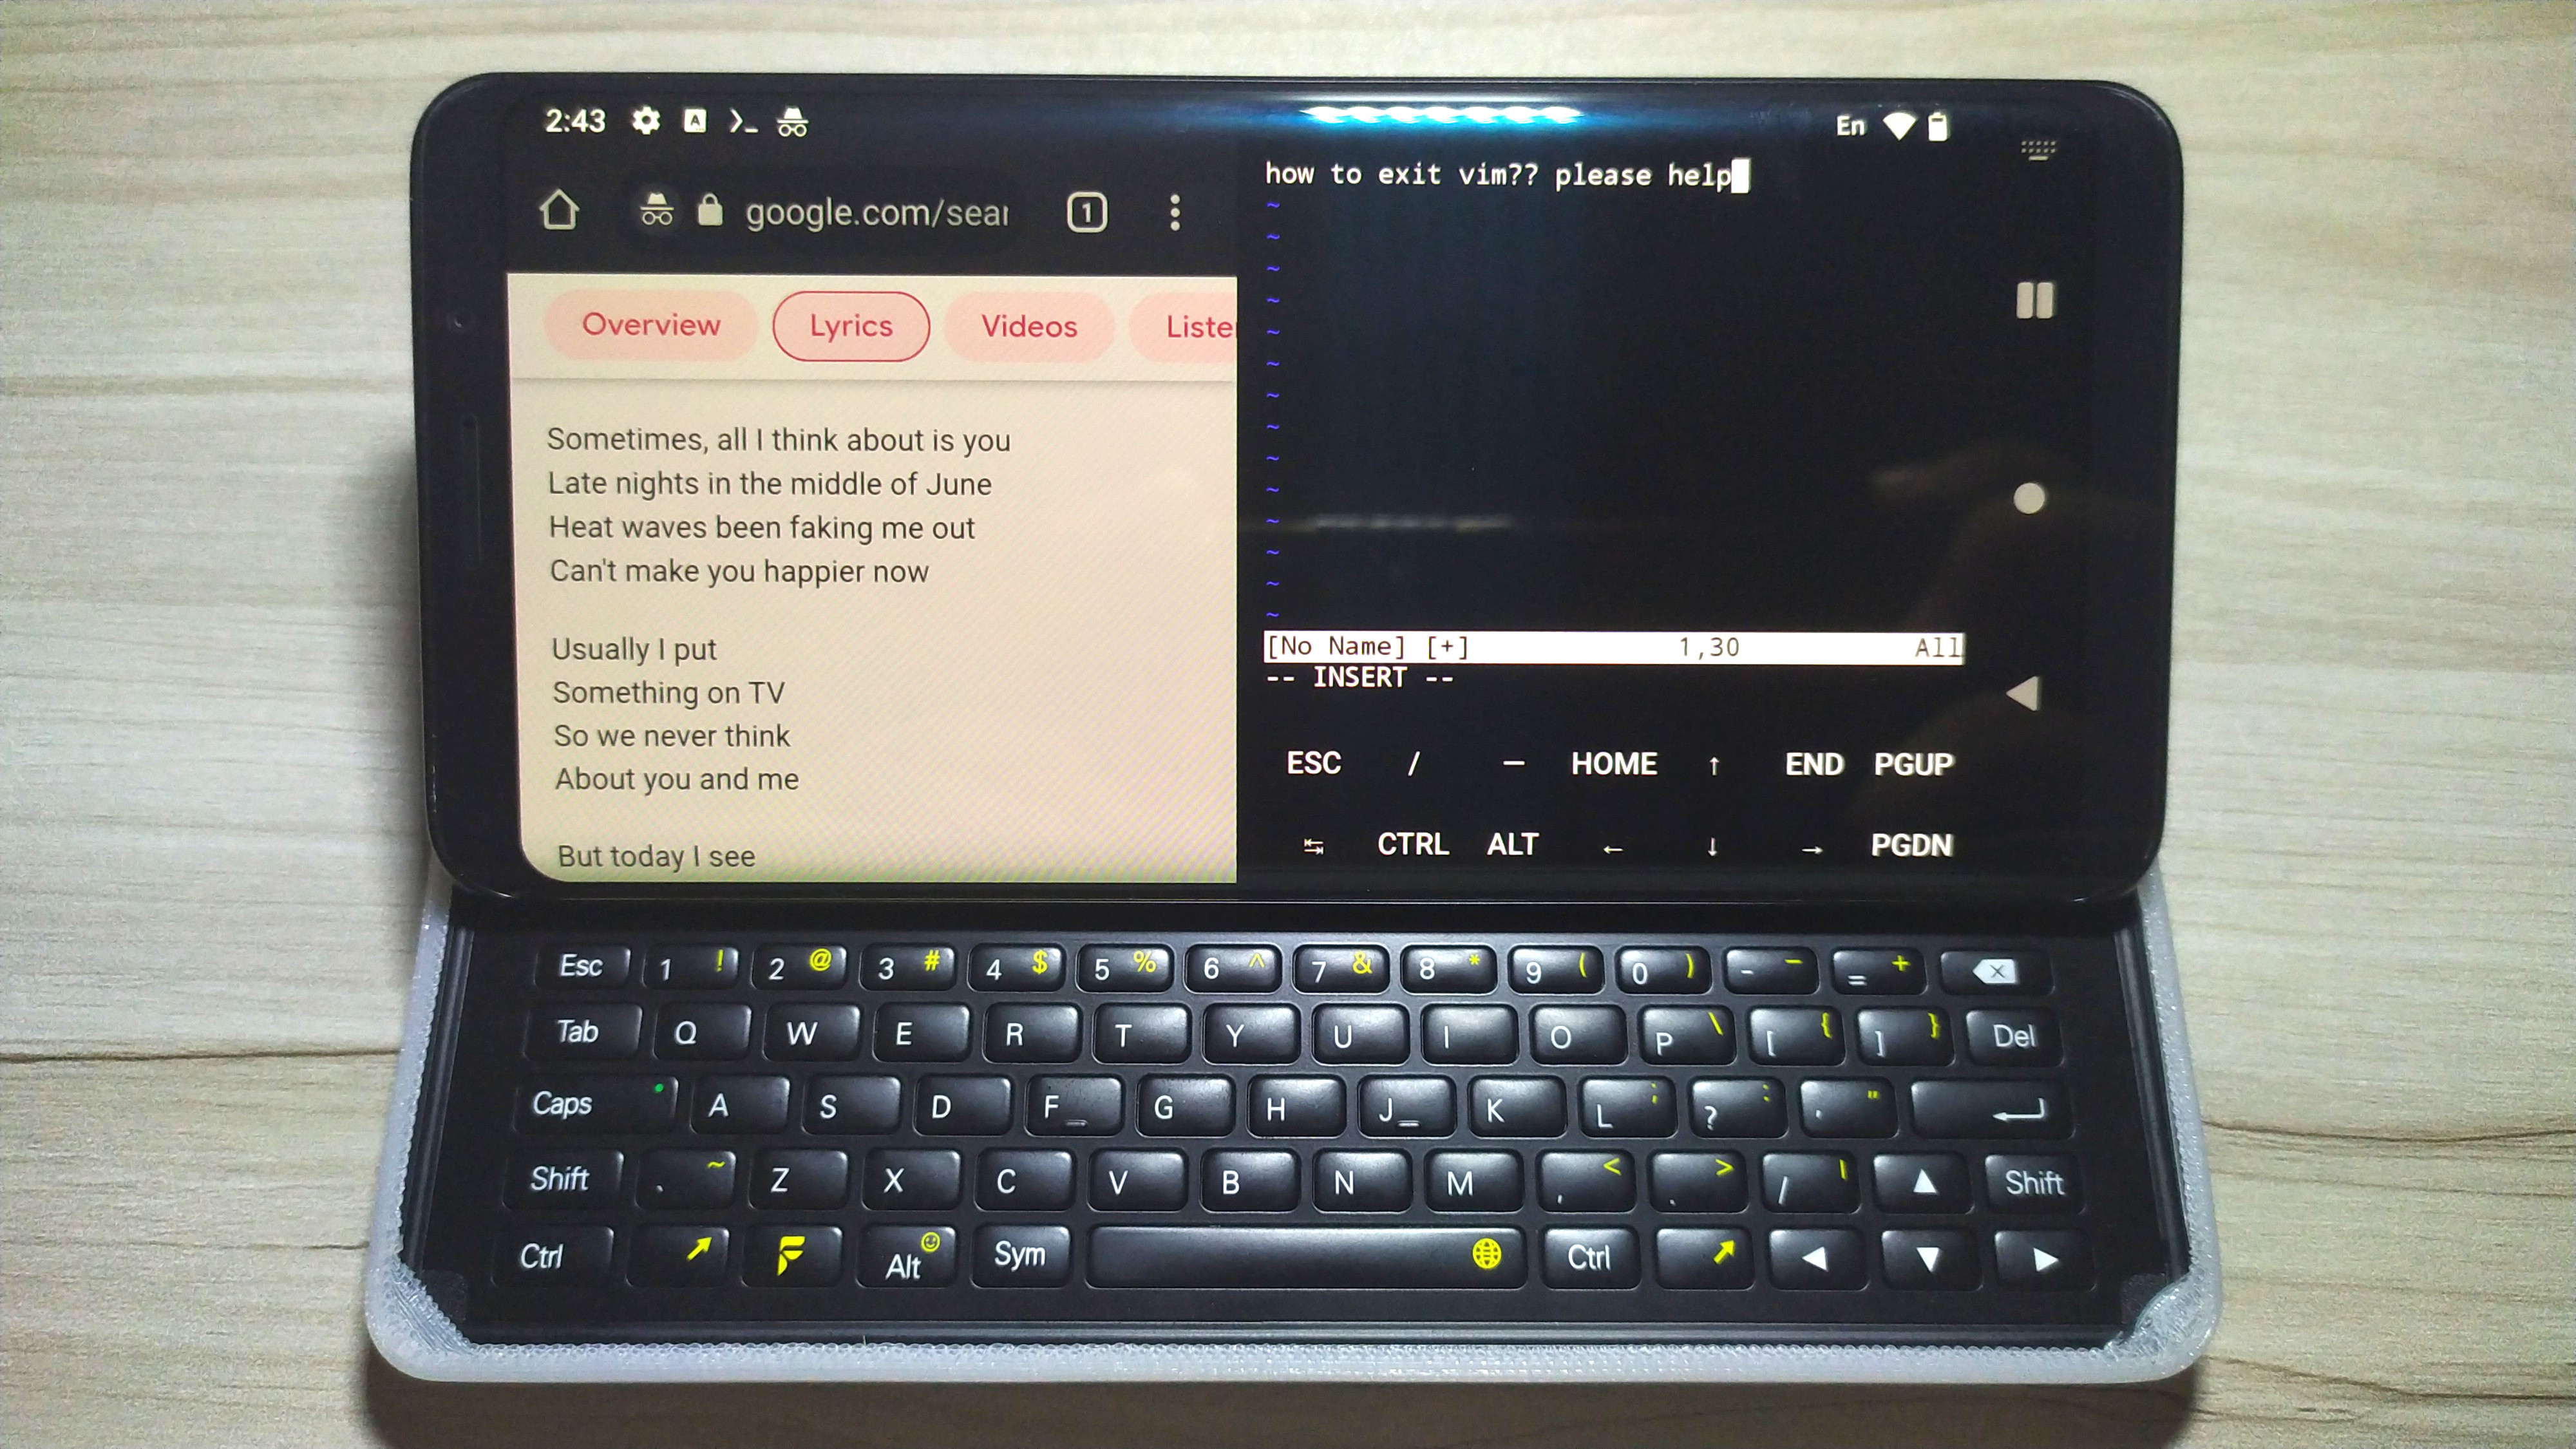 2:43 En
google.com/sear 1
Overview Lyrics Videos Liste
Sometimes, all I think about is you
Late nights in the middle of June
Heat waves been faking me out
Can't make you happier now
Usually I put
Something on TV
So we never think
About you and me
But today I see
how to exit vim?? please help
~
~
~
~
~
~
~
~
~
~
~
~
~
~
[No Name] [+] 1,30 All
-- INSERT --
ESC / — HOME ↑ END PGUP
↹ CTRL ALT ← ↓ → PGDN
Esc 1 ! 2 @ 3 # 4 $ 5 % 6 ^ 7 & 8 * 9 ( 0 ) - _ = +
Tab Q W E R T Y U I O P \ [ { ] } Del
Caps A S D F_ G H J_ K L ; ? : ' "
Shift ` ~ Z X C V B N M , < . > / | ▲ Shift
Ctrl Alt Sym Ctrl ◀ ▼ ▶